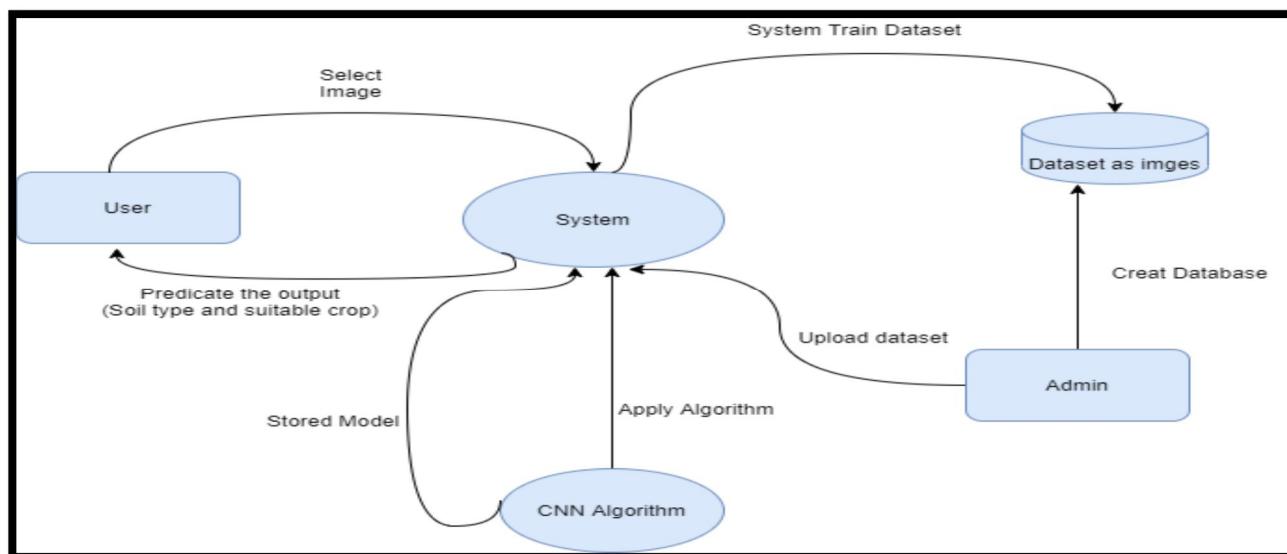 System Train Dataset
Select
Image
Dataset as imges
User
System
Creat Database
Predicate the output
(Soil type and suitable crop)
Upload dataset
Admin
Stored Model
Apply Algorithm
CNN Algorithm